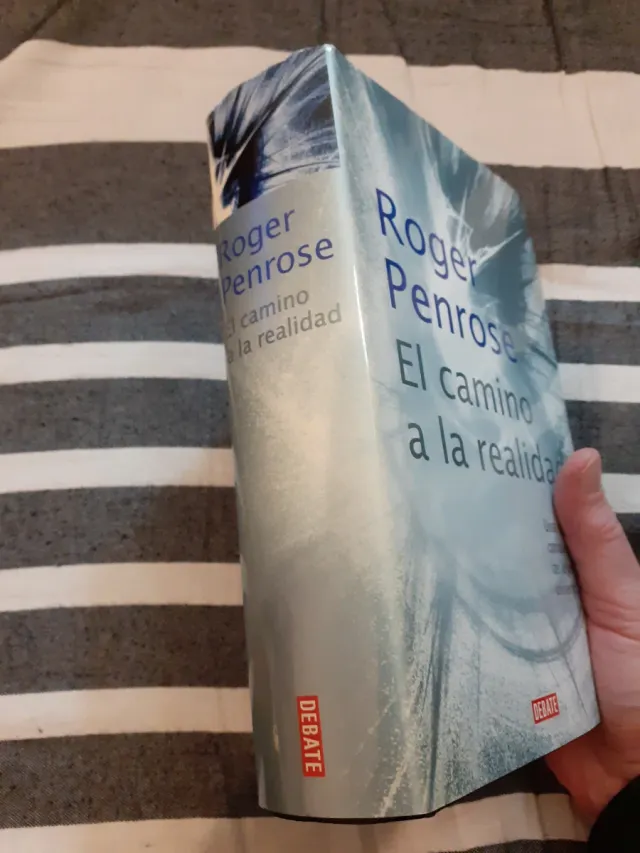 Roger
Penrose
El camino
a la realidad
DEBATE
Roger
Penrose
El camino
a la realidad
DEBATE